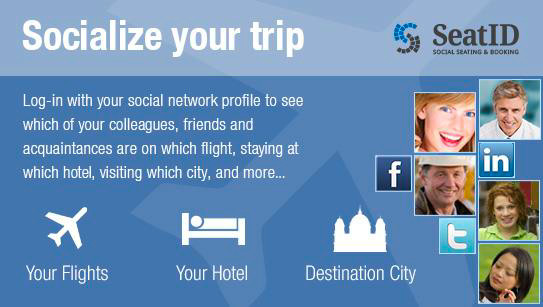 Socialize your trip
SeatID
SOCIAL SEATING & BOOKING
Log-in with your social network profile to see
which of your colleagues, friends and
acquaintances are on which flight, staying at
which hotel, visiting which city, and more...
f
in
t
Your Flights
Your Hotel
Destination City